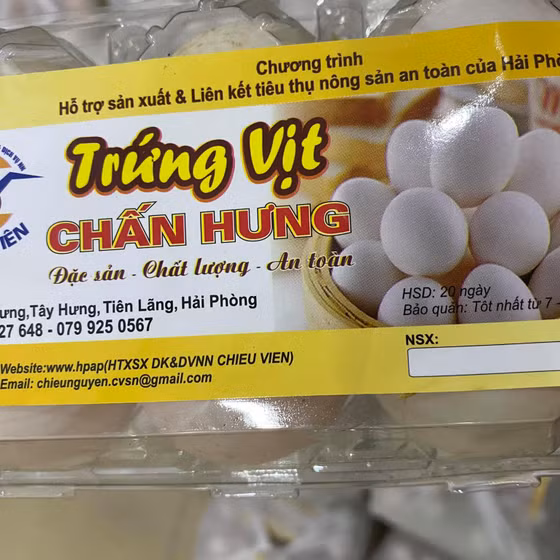 Chương trình
Hỗ trợ sản xuất & Liên kết tiêu thụ nông sản an toàn của Hải
DỊCH VỤ
IÊN
Trứng Vịt
CHẤN HƯNG
Đặc sản - Chất lượng - An toàn
ưng,Tây Hưng, Tiên Lãng, Hải Phòng
27 648 - 079 925 0567
HSD: 20 ngày
Bảo quản: Tốt nhất từ 7 -
NSX:
Website:www.hpap(HTXSX DK&DVNN CHIEU VIEN)
Email: chieunguyen.cvsn@gmail.com